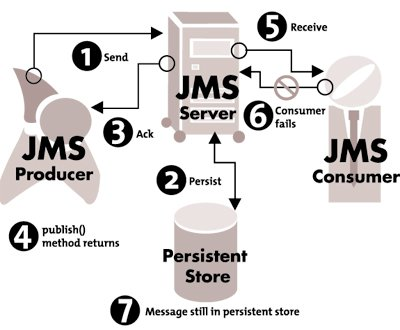 1 Send
5 Receive
JMS
Server
3 Ack
6 Consumer
fails
JMS
Producer
JMS
Consumer
2 Persist
4 publish()
method returns
Persistent
Store
7 Message still in persistent store